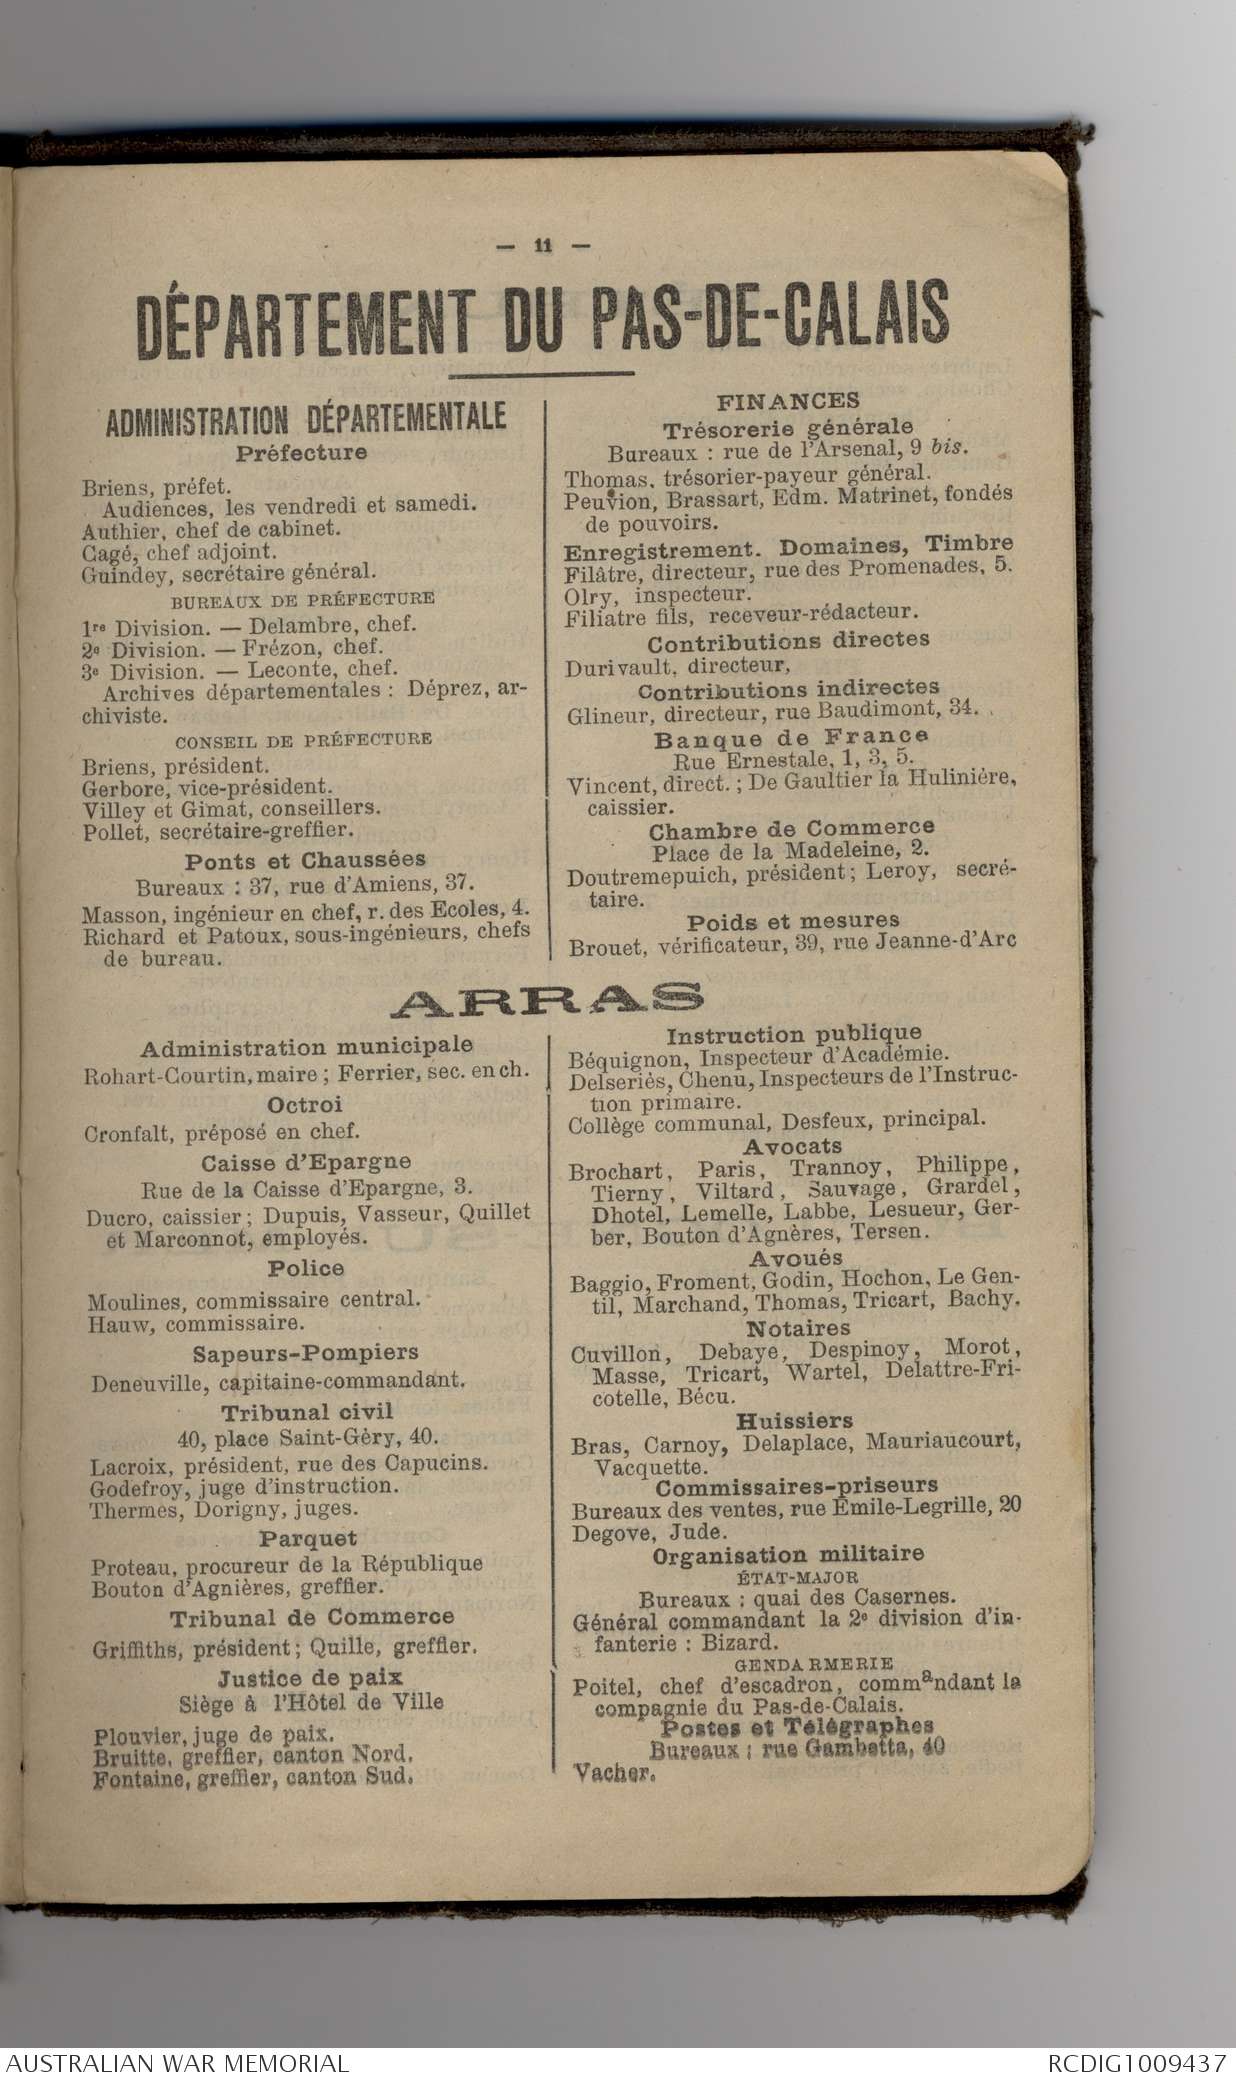 — 11 —
DÉPARTEMENT DU PAS-DE-CALAIS
ADMINISTRATION DÉPARTEMENTALE
Préfecture
Briens, préfet.
Audiences, les vendredi et samedi.
Authier, chef de cabinet.
Cagé, chef adjoint.
Guindey, secrétaire général.
BUREAUX DE PRÉFECTURE
1re Division. — Delambre, chef.
2e Division. — Frézon, chef.
3e Division. — Leconte, chef.
Archives départementales : Déprez, ar-
chiviste.
CONSEIL DE PRÉFECTURE
Briens, président.
Gerbore, vice-président.
Villey et Gimat, conseillers.
Pollet, secrétaire-greffier.
Ponts et Chaussées
Bureaux : 37, rue d'Amiens, 37.
Masson, ingénieur en chef, r. des Ecoles, 4.
Richard et Patoux, sous-ingénieurs, chefs
de bureau.
FINANCES
Trésorerie générale
Bureaux : rue de l'Arsenal, 9 bis.
Thomas, trésorier-payeur général.
Peuvion, Brassart, Edm. Matrinet, fondés
de pouvoirs.
Enregistrement. Domaines, Timbre
Filâtre, directeur, rue des Promenades, 5.
Olry, inspecteur.
Filiatre fils, receveur-rédacteur.
Contributions directes
Durivault, directeur,
Contributions indirectes
Glineur, directeur, rue Baudimont, 34.
Banque de France
Rue Ernestale, 1, 3, 5.
Vincent, direct. ; De Gaultier la Hulinière,
caissier.
Chambre de Commerce
Place de la Madeleine, 2.
Doutremepuich, président ; Leroy, secré-
taire.
Poids et mesures
Brouet, vérificateur, 39, rue Jeanne-d'Arc
ARRAS
Administration municipale
Rohart-Courtin, maire ; Ferrier, sec. en ch.
Octroi
Cronfalt, préposé en chef.
Caisse d'Epargne
Rue de la Caisse d'Epargne, 3.
Ducro, caissier ; Dupuis, Vasseur, Quillet
et Marconnot, employés.
Police
Moulines, commissaire central.
Hauw, commissaire.
Sapeurs-Pompiers
Deneuville, capitaine-commandant.
Tribunal civil
40, place Saint-Géry, 40.
Lacroix, président, rue des Capucins.
Godefroy, juge d'instruction.
Thermes, Dorigny, juges.
Parquet
Proteau, procureur de la République
Bouton d'Agnières, greffier.
Tribunal de Commerce
Griffiths, président ; Quille, greffier.
Justice de paix
Siège à l'Hôtel de Ville
Plouvier, juge de paix.
Bruitte, greffier, canton Nord.
Fontaine, greffier, canton Sud.
Instruction publique
Béquignon, Inspecteur d'Académie.
Delseriès, Chenu, Inspecteurs de l'Instruc-
tion primaire.
Collège communal, Desfeux, principal.
Avocats
Brochart, Paris, Trannoy, Philippe,
Tierny, Viltard, Sauvage, Grardel,
Dhotel, Lemelle, Labbe, Lesueur, Ger-
ber, Bouton d'Agnères, Tersen.
Avoués
Baggio, Froment, Godin, Hochon, Le Gen-
til, Marchand, Thomas, Tricart, Bachy.
Notaires
Cuvillon, Debaye, Despinoy, Morot,
Masse, Tricart, Wartel, Delattre-Fri-
cotelle, Bécu.
Huissiers
Bras, Carnoy, Delaplace, Mauriaucourt,
Vacquette.
Commissaires-priseurs
Bureaux des ventes, rue Emile-Legrille, 20
Degove, Jude.
Organisation militaire
ÉTAT-MAJOR
Bureaux : quai des Casernes.
Général commandant la 2e division d'in-
fanterie : Bizard.
GENDARMERIE
Poitel, chef d'escadron, commandant la
compagnie du Pas-de-Calais.
Postes et Télégraphes
Bureaux : rue Gambetta, 40
Vacher.
AUSTRALIAN WAR MEMORIAL
RCDIG1009437